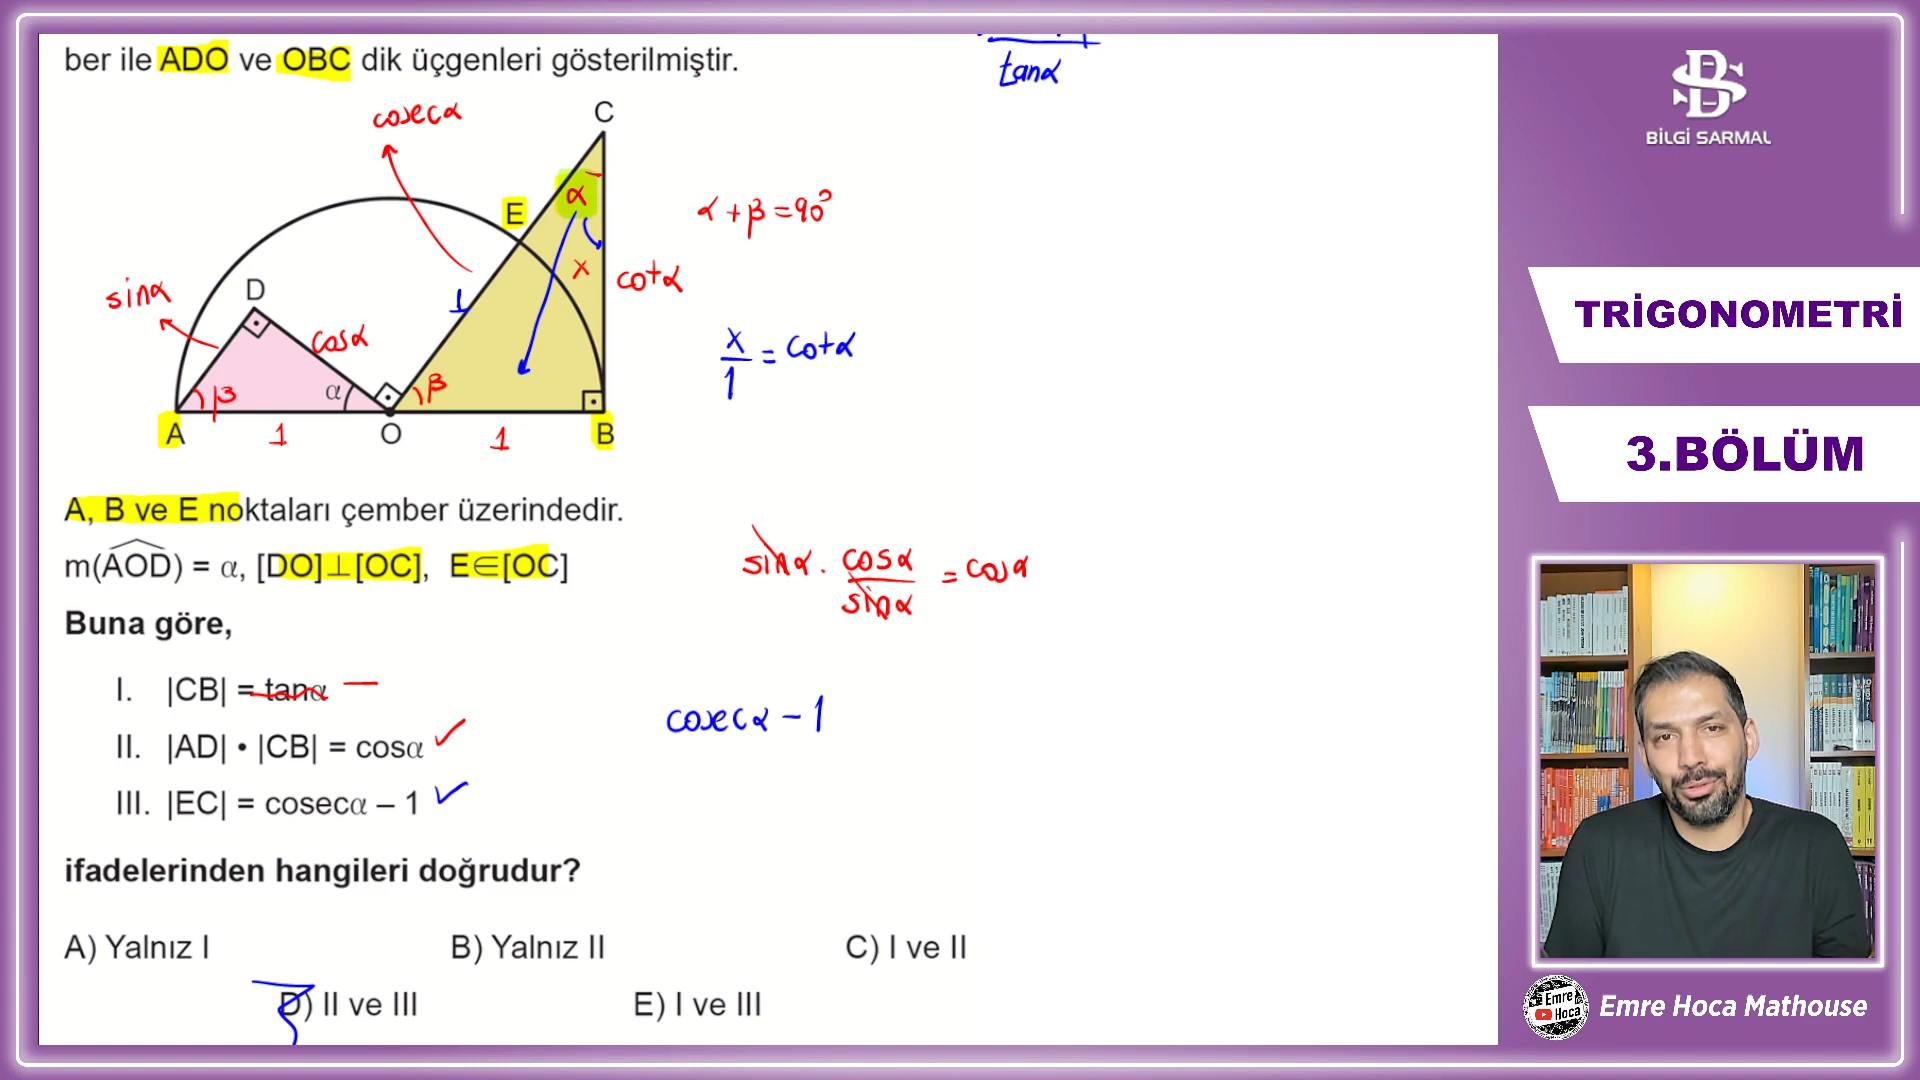 ber ile ADO ve OBC dik üçgenleri gösterilmiştir.
tanα
cosecα
C
E
α
α + β = 90°
x
cotα
sinα
D
1
cosα
x/1 = cotα
β
α
β
A
1
O
1
B
A, B ve E noktaları çember üzerindedir.
m(AOD) = α, [DO]⊥[OC], E∈[OC]
sinα . cosα/sinα = cosα
Buna göre,
I. |CB| = tanα —
II. |AD| • |CB| = cosα ✓
cosecα – 1
III. |EC| = cosecα – 1 ✓
ifadelerinden hangileri doğrudur?
A) Yalnız I
B) Yalnız II
C) I ve II
D) II ve III
E) I ve III
BİLGİ SARMAL
TRİGONOMETRİ
3.BÖLÜM
Emre Hoca
Emre Hoca Mathouse